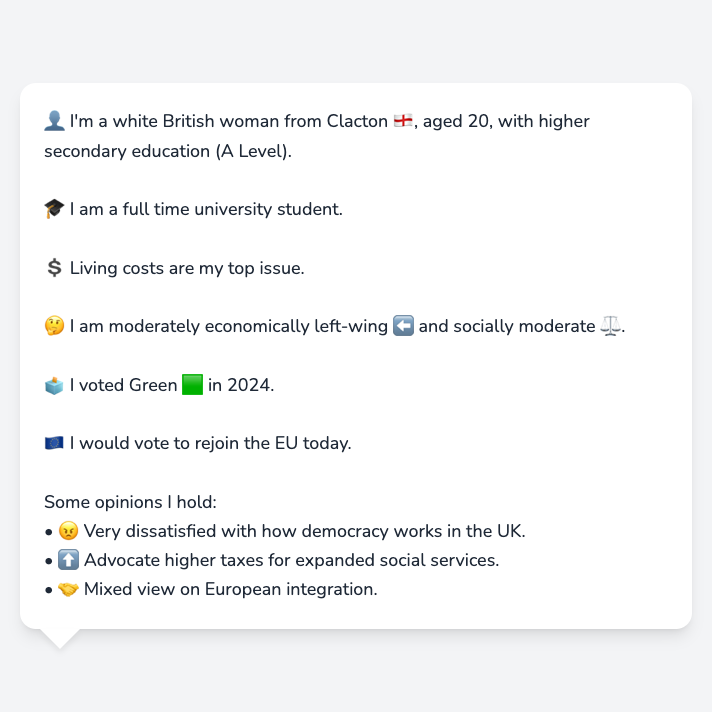 👤 I'm a white British woman from Clacton 🏴󠁧󠁢󠁥󠁮󠁧󠁿, aged 20, with higher
secondary education (A Level).
🎓 I am a full time university student.
💲 Living costs are my top issue.
🤔 I am moderately economically left-wing ⬅️ and socially moderate ⚖️.
🗳️ I voted Green 🟩 in 2024.
🇪🇺 I would vote to rejoin the EU today.
Some opinions I hold:
• 😠 Very dissatisfied with how democracy works in the UK.
• ⬆️ Advocate higher taxes for expanded social services.
• 🤝 Mixed view on European integration.